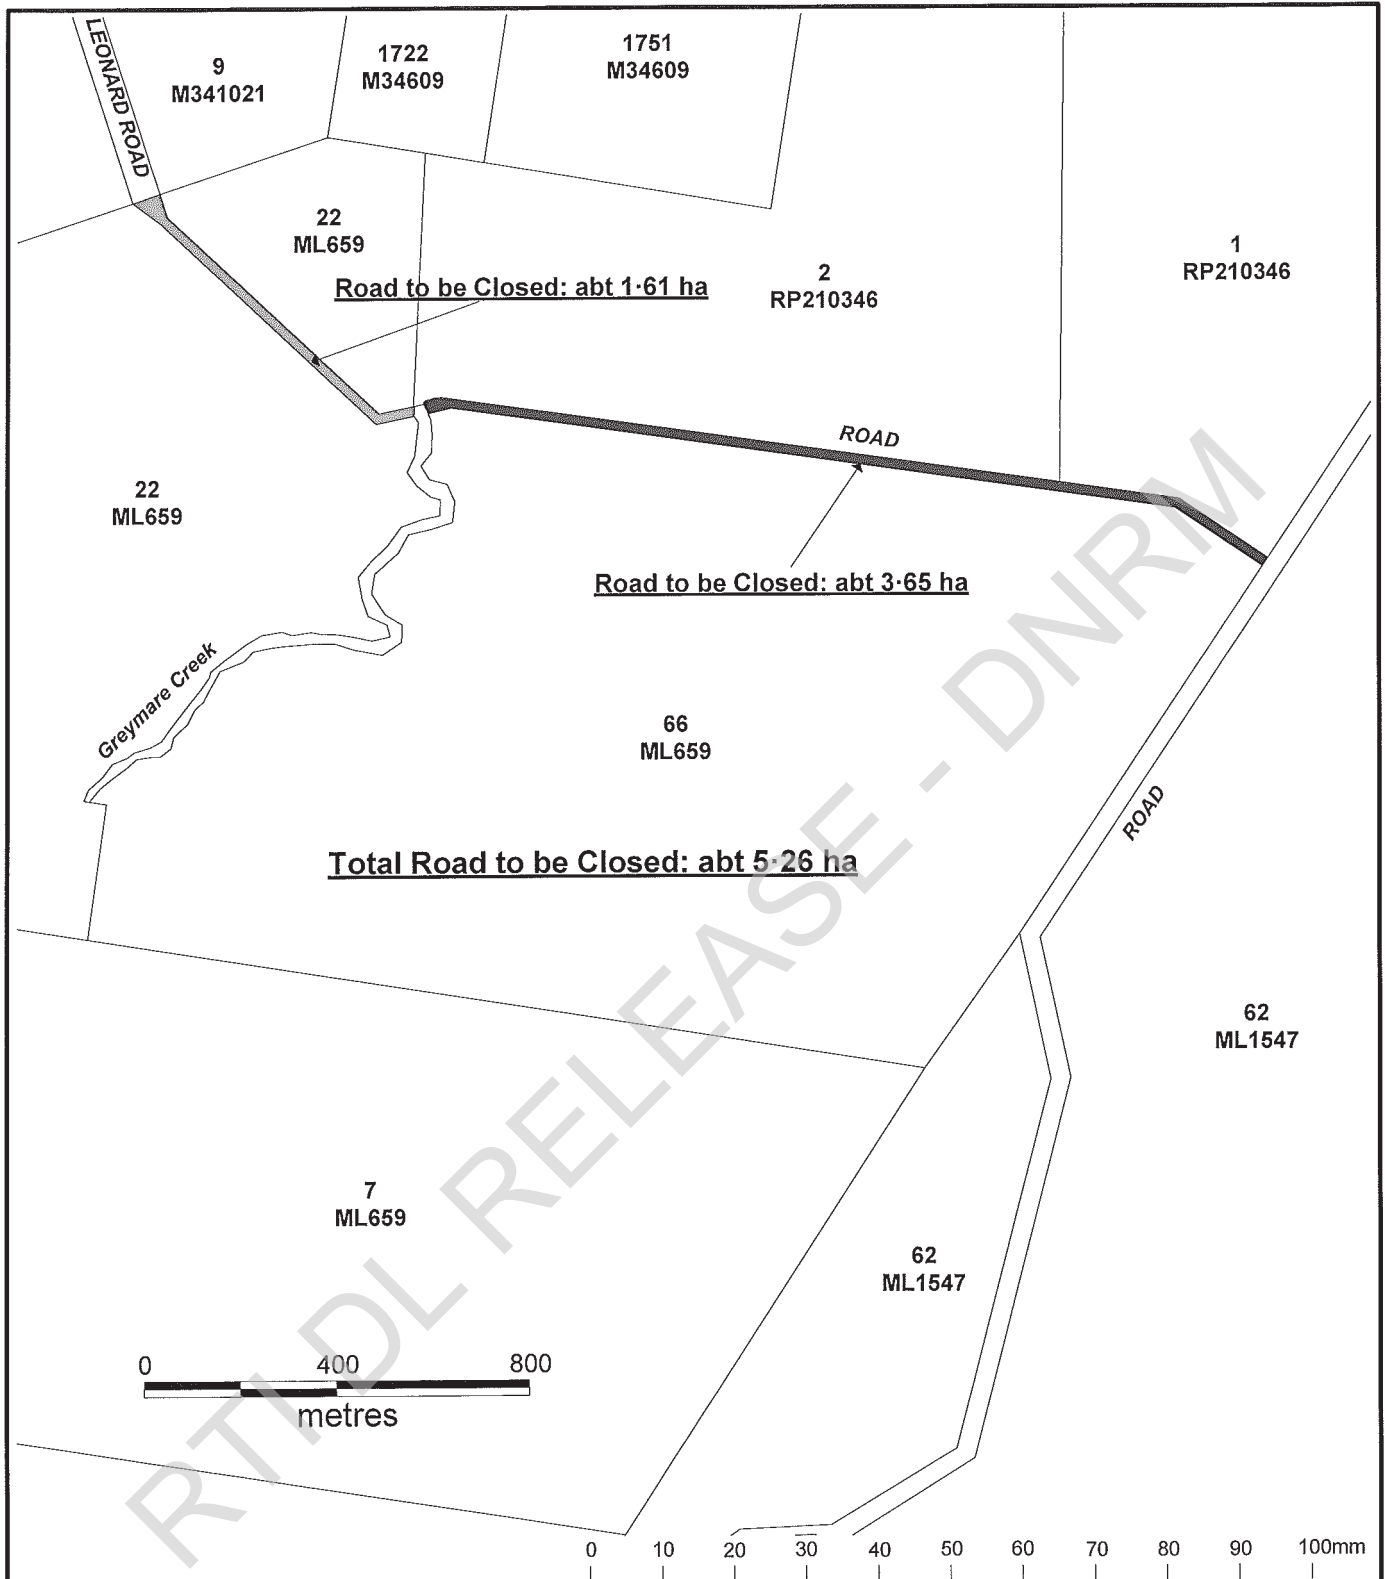 LEONARD ROAD
9
M341021
1722
M34609
1751
M34609
22
ML659
Road to be Closed: abt 1·61 ha
2
RP210346
1
RP210346
ROAD
22
ML659
Road to be Closed: abt 3·65 ha
Greymare Creek
66
ML659
ROAD
Total Road to be Closed: abt 5·26 ha
62
ML1547
7
ML659
62
ML1547
0 400 800
metres
0 10 20 30 40 50 60 70 80 90 100mm
RTI DL RELEASE - DNRM